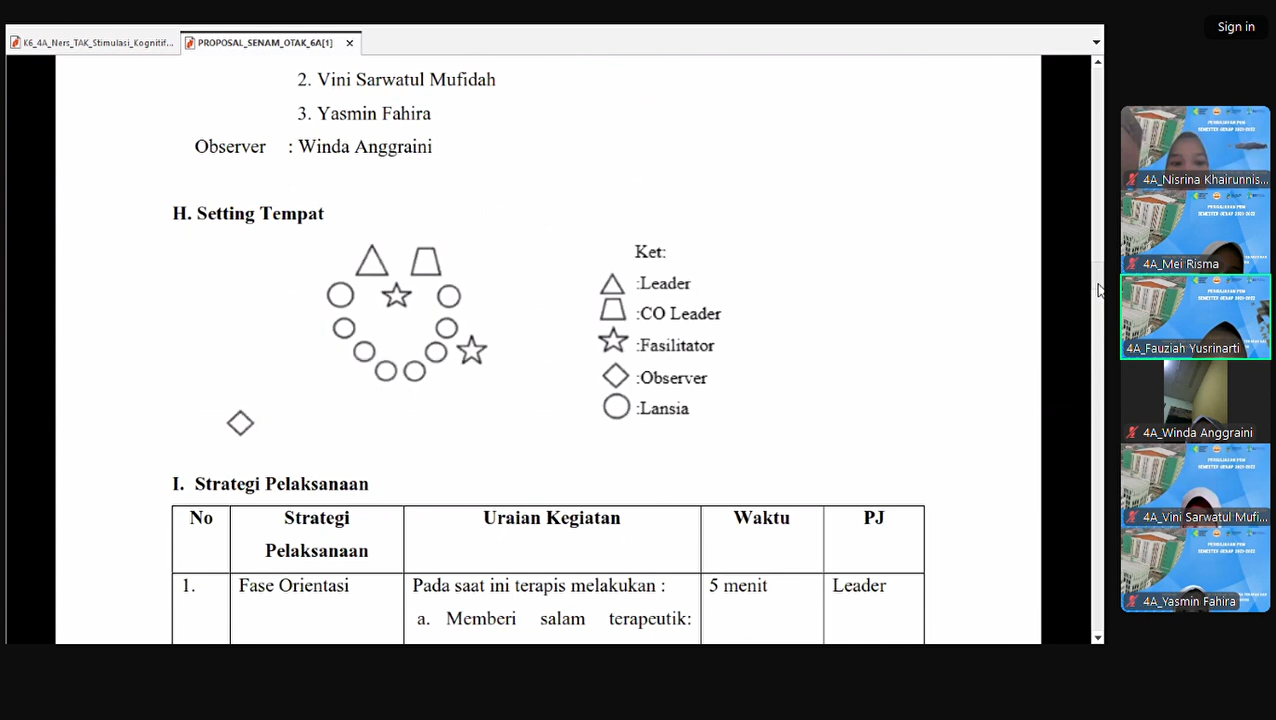 Sign in
K6_4A_Ners_TAK_Stimulasi_Kognitif...
PROPOSAL_SENAM_OTAK_6A[1]
2. Vini Sarwatul Mufidah
3. Yasmin Fahira
Observer : Winda Anggraini
H. Setting Tempat
Ket:
:Leader
:CO Leader
:Fasilitator
:Observer
:Lansia
I. Strategi Pelaksanaan
No Strategi Pelaksanaan Uraian Kegiatan Waktu PJ
1. Fase Orientasi Pada saat ini terapis melakukan : 5 menit Leader
a. Memberi salam terapeutik:
4A_Nisrina Khairunnis...
4A_Mei Risma
4A_Fauziah Yusrinarti
4A_Winda Anggraini
4A_Vini Sarwatul Mufi...
4A_Yasmin Fahira